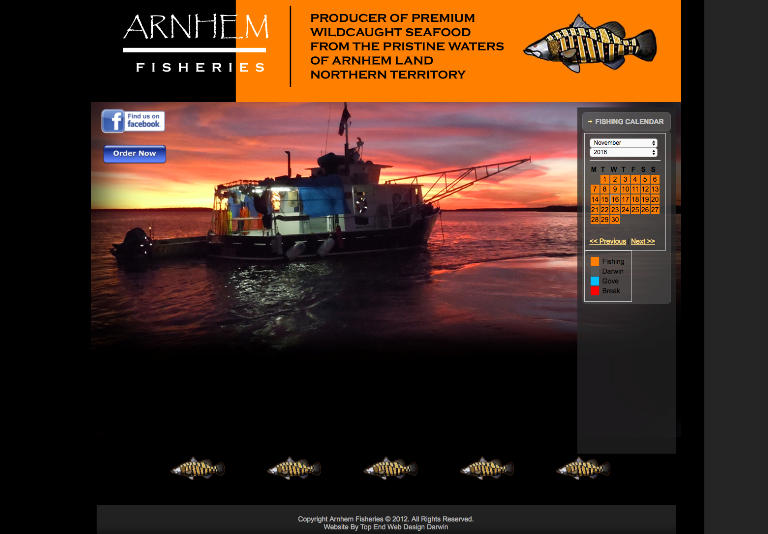 ARNHEM
FISHERIES
PRODUCER OF PREMIUM
WILDCAUGHT SEAFOOD
FROM THE PRISTINE WATERS
OF ARNHEM LAND
NORTHERN TERRITORY
Find us on
facebook
Order Now
FISHING CALENDAR
November
2016
M T W T F S S
1 2 3 4 5 6
7 8 9 10 11 12 13
14 15 16 17 18 19 20
21 22 23 24 25 26 27
28 29 30
<< Previous Next >>
Fishing
Darwin
Gove
Break
Copyright Arnhem Fisheries © 2012. All Rights Reserved.
Website By Top End Web Design Darwin